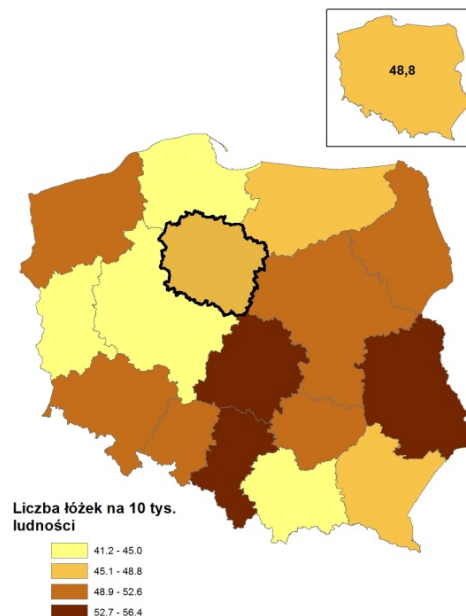 48,8
Liczba łóżek na 10 tys.
ludności
41.2 - 45.0
45.1 - 48.8
48.9 - 52.6
52.7 - 56.4